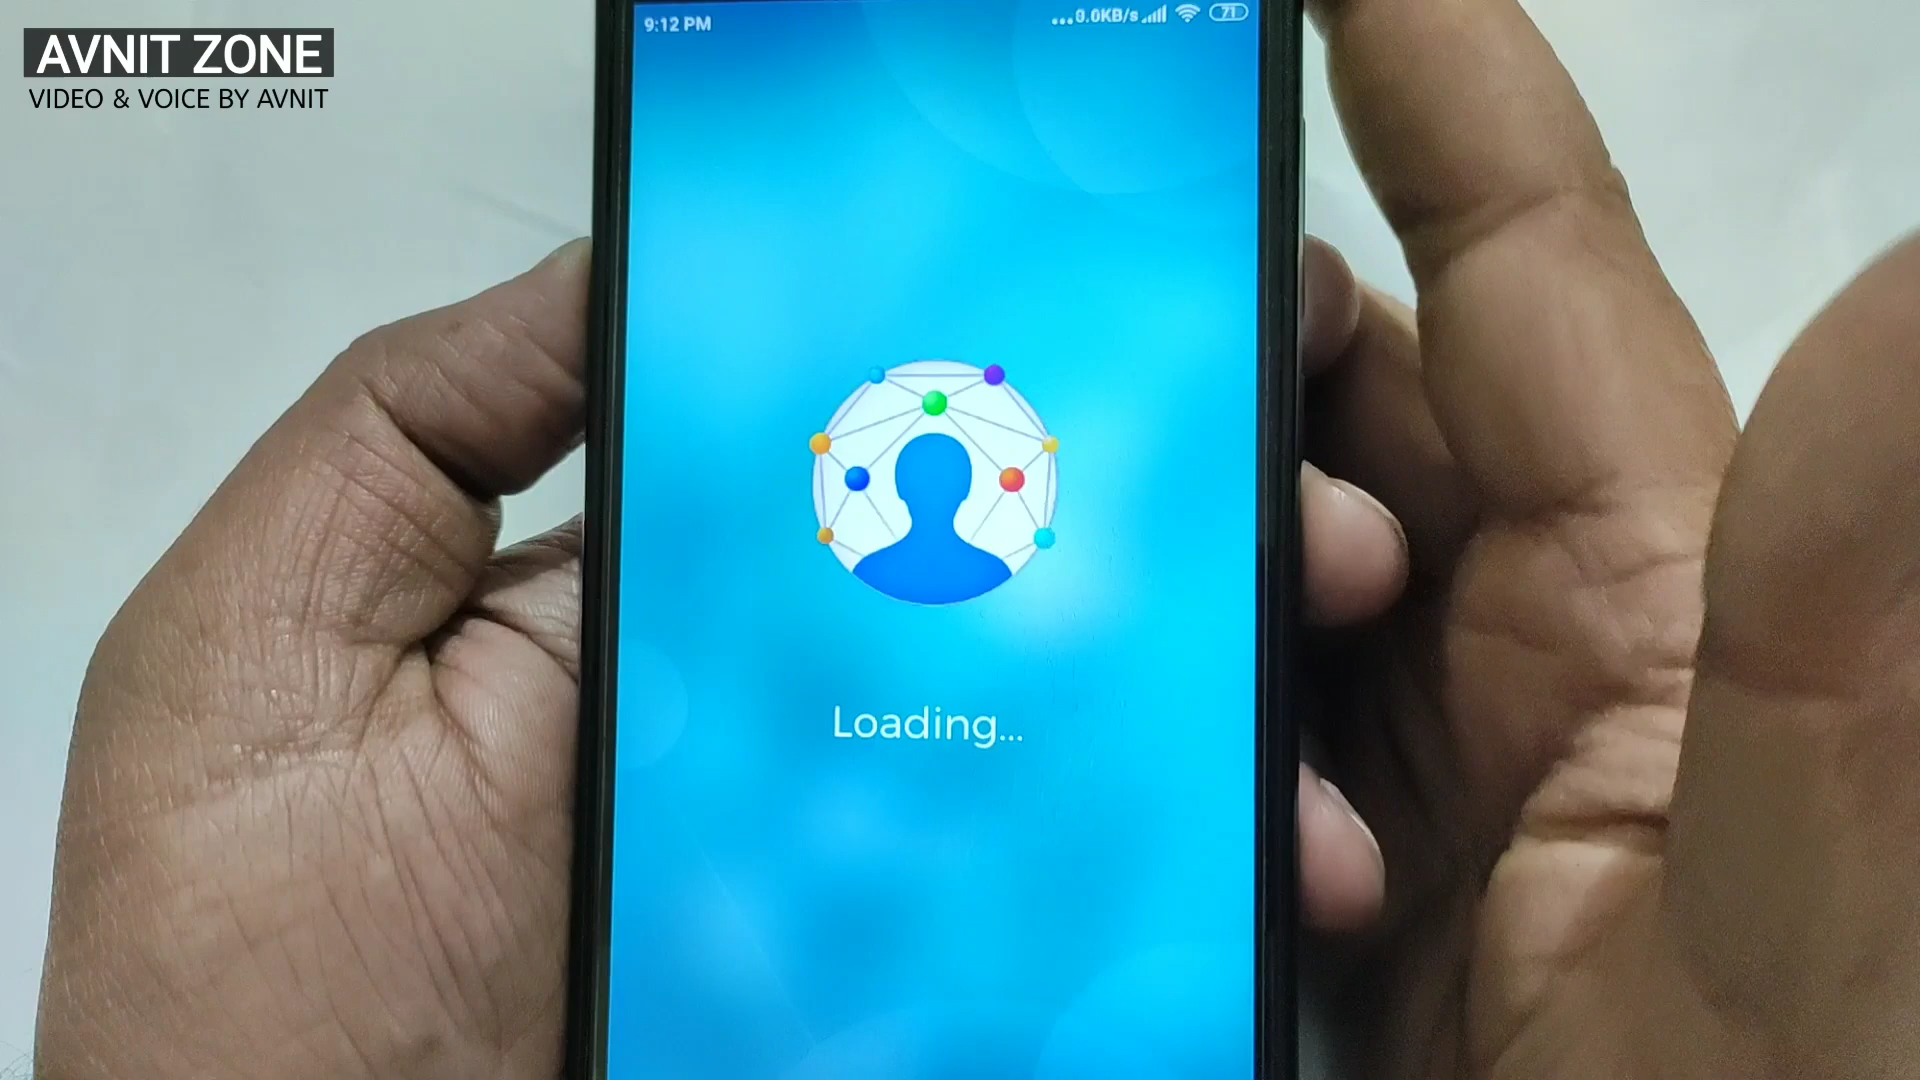 AVNIT ZONE
VIDEO & VOICE BY AVNIT
9:12 PM
...0.0KB/s
71
Loading...